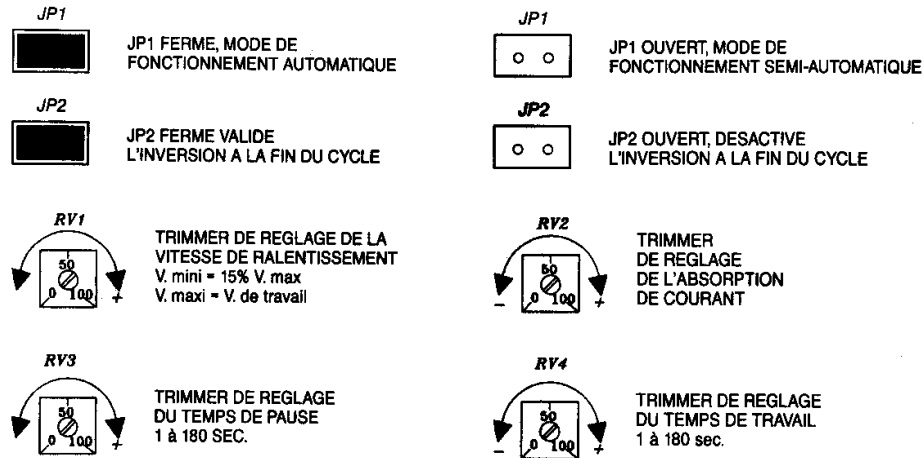 JP1
JP1 FERME, MODE DE
FONCTIONNEMENT AUTOMATIQUE
JP1
JP1 OUVERT, MODE DE
FONCTIONNEMENT SEMI-AUTOMATIQUE
JP2
JP2 FERME VALIDE
L'INVERSION A LA FIN DU CYCLE
JP2
JP2 OUVERT, DESACTIVE
L'INVERSION A LA FIN DU CYCLE
RV1
50
0 100
+
TRIMMER DE REGLAGE DE LA
VITESSE DE RALENTISSEMENT
V. mini = 15% V. max
V. maxi = V. de travail
RV2
50
0 100
- +
TRIMMER
DE REGLAGE
DE L'ABSORPTION
DE COURANT
RV3
50
0 100
+
TRIMMER DE REGLAGE
DU TEMPS DE PAUSE
1 à 180 SEC.
RV4
50
0 100
- +
TRIMMER DE REGLAGE
DU TEMPS DE TRAVAIL
1 à 180 sec.